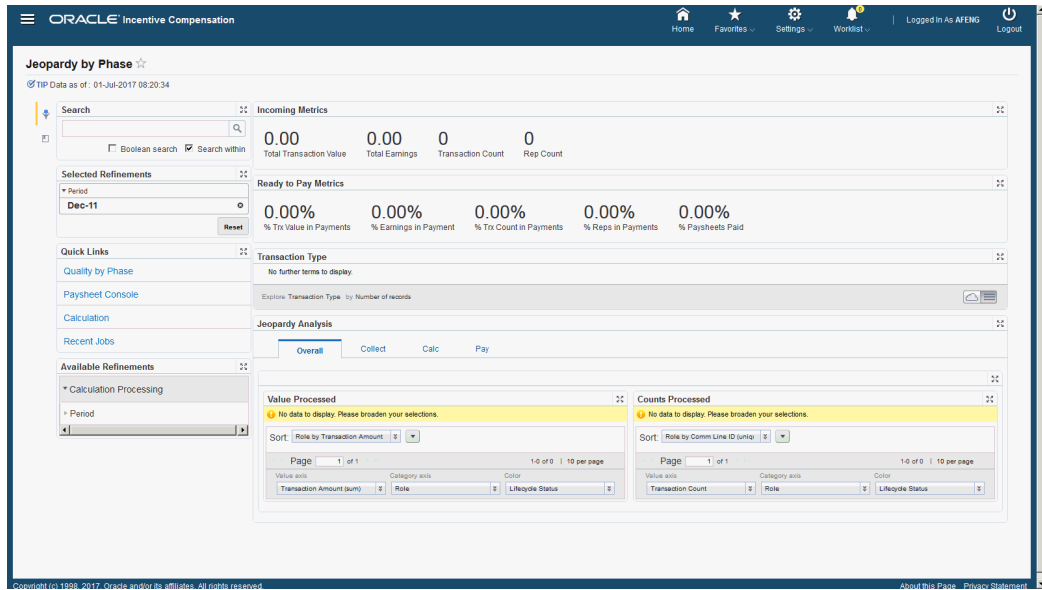 ORACLE® Incentive Compensation
Home
Favorites
Settings
0
Worklist
Logged In As AFENG
Logout
Jeopardy by Phase
TIP Data as of : 01-Jul-2017 08:20:34
Search
Boolean search
Search within
Selected Refinements
Period
Dec-11
Reset
Quick Links
Quality by Phase
Paysheet Console
Calculation
Recent Jobs
Available Refinements
Calculation Processing
Period
Incoming Metrics
0.00 0.00 0 0
Total Transaction Value Total Earnings Transaction Count Rep Count
Ready to Pay Metrics
0.00% 0.00% 0.00% 0.00% 0.00%
% Trx Value in Payments % Earnings in Payment % Trx Count in Payments % Reps in Payments % Paysheets Paid
Transaction Type
No further terms to display.
Explore Transaction Type by Number of records
Jeopardy Analysis
Overall Collect Calc Pay
Value Processed
No data to display. Please broaden your selections.
Sort: Role by Transaction Amount
Page 1 of 1 1-0 of 0 | 10 per page
Value axis Category axis Color
Transaction Amount (sum) Role Lifecycle Status
Counts Processed
No data to display. Please broaden your selections.
Sort: Role by Comm Line ID (uniq
Page 1 of 1 1-0 of 0 | 10 per page
Value axis Category axis Color
Transaction Count Role Lifecycle Status
Copyright (c) 1998, 2017, Oracle and/or its affiliates. All rights reserved.
About this Page Privacy Statement